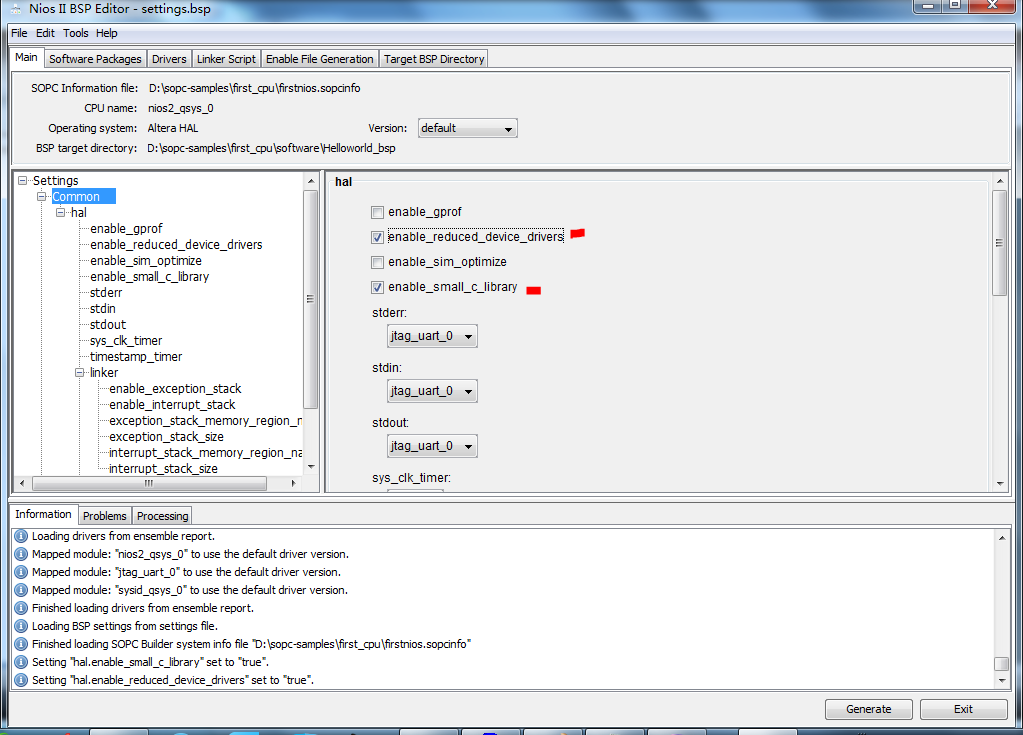 Nios II BSP Editor - settings.bsp
File Edit Tools Help
Main Software Packages Drivers Linker Script Enable File Generation Target BSP Directory
SOPC Information file: D:\sopc-samples\first_cpu\firstnios.sopcinfo
CPU name: nios2_qsys_0
Operating system: Altera HAL Version: default
BSP target directory: D:\sopc-samples\first_cpu\software\Helloworld_bsp
Settings
Common
hal
enable_gprof
enable_reduced_device_drivers
enable_sim_optimize
enable_small_c_library
stderr
stdin
stdout
sys_clk_timer
timestamp_timer
linker
enable_exception_stack
enable_interrupt_stack
exception_stack_memory_region_n
exception_stack_size
interrupt_stack_memory_region_na
interrupt_stack_size
hal
enable_gprof
enable_reduced_device_drivers
enable_sim_optimize
enable_small_c_library
stderr:
jtag_uart_0
stdin:
jtag_uart_0
stdout:
jtag_uart_0
sys_clk_timer:
Information Problems Processing
Loading drivers from ensemble report.
Mapped module: "nios2_qsys_0" to use the default driver version.
Mapped module: "jtag_uart_0" to use the default driver version.
Mapped module: "sysid_qsys_0" to use the default driver version.
Finished loading drivers from ensemble report.
Loading BSP settings from settings file.
Finished loading SOPC Builder system info file "D:\sopc-samples\first_cpu\firstnios.sopcinfo"
Setting "hal.enable_small_c_library" set to "true".
Setting "hal.enable_reduced_device_drivers" set to "true".
Generate Exit